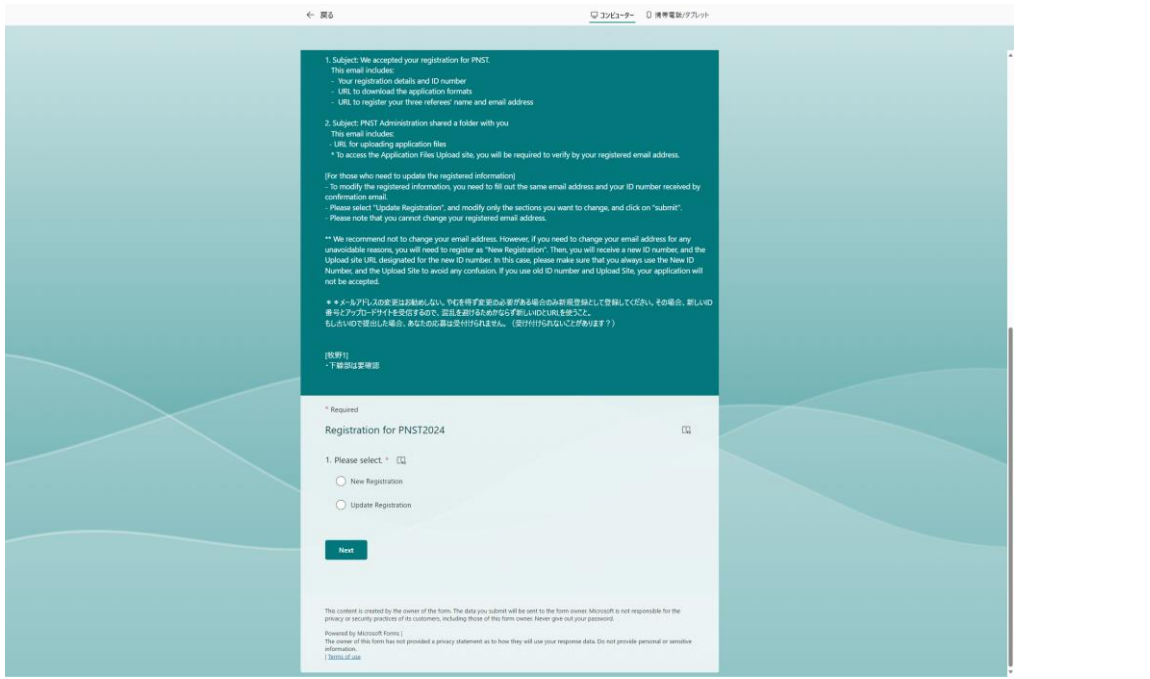 ← 戻る
コンピューター 携帯電話/タブレット
1. Subject: We accepted your registration for PNST.
This email includes:
- Your registration details and ID number
- URL to download the application formats
- URL to register your three referees' name and email address
2. Subject: PNST Administration shared a folder with you
This email includes:
- URL for uploading application files
* To access the Application Files Upload site, you will be required to verify by your registered email address.
[For those who need to update the registered information]
- To modify the registered information, you need to fill out the same email address and your ID number received by
confirmation email.
- Please select "Update Registration", and modify only the sections you want to change, and click on "submit".
- Please note that you cannot change your registered email address.
** We recommend not to change your email address. However, if you need to change your email address for any
unavoidable reasons, you will need to register as "New Registration". Then, you will receive a new ID number, and the
Upload site URL designated for the new ID number. In this case, please make sure that you always use the New ID
Number, and the Upload Site to avoid any confusion. If you use old ID number and Upload Site, your application will
not be accepted.
＊＊メールアドレスの変更はお勧めしない。やむを得ず変更の必要がある場合のみ新規登録として登録してください。その場合、新しいID
番号とアップロードサイトを受信するので、混乱を避けるためかならず新しいIDとURLを使うこと。
もし古いIDで提出した場合、あなたの応募は受付けられません。（受け付けられないことがあります？）
[牧野1]
・下線部は要確認
* Required
Registration for PNST2024
1. Please select. *
New Registration
Update Registration
Next
This content is created by the owner of the form. The data you submit will be sent to the form owner. Microsoft is not responsible for the
privacy or security practices of its customers, including those of this form owner. Never give out your password.
Powered by Microsoft Forms |
The owner of this form has not provided a privacy statement as to how they will use your response data. Do not provide personal or sensitive
information.
| Terms of use